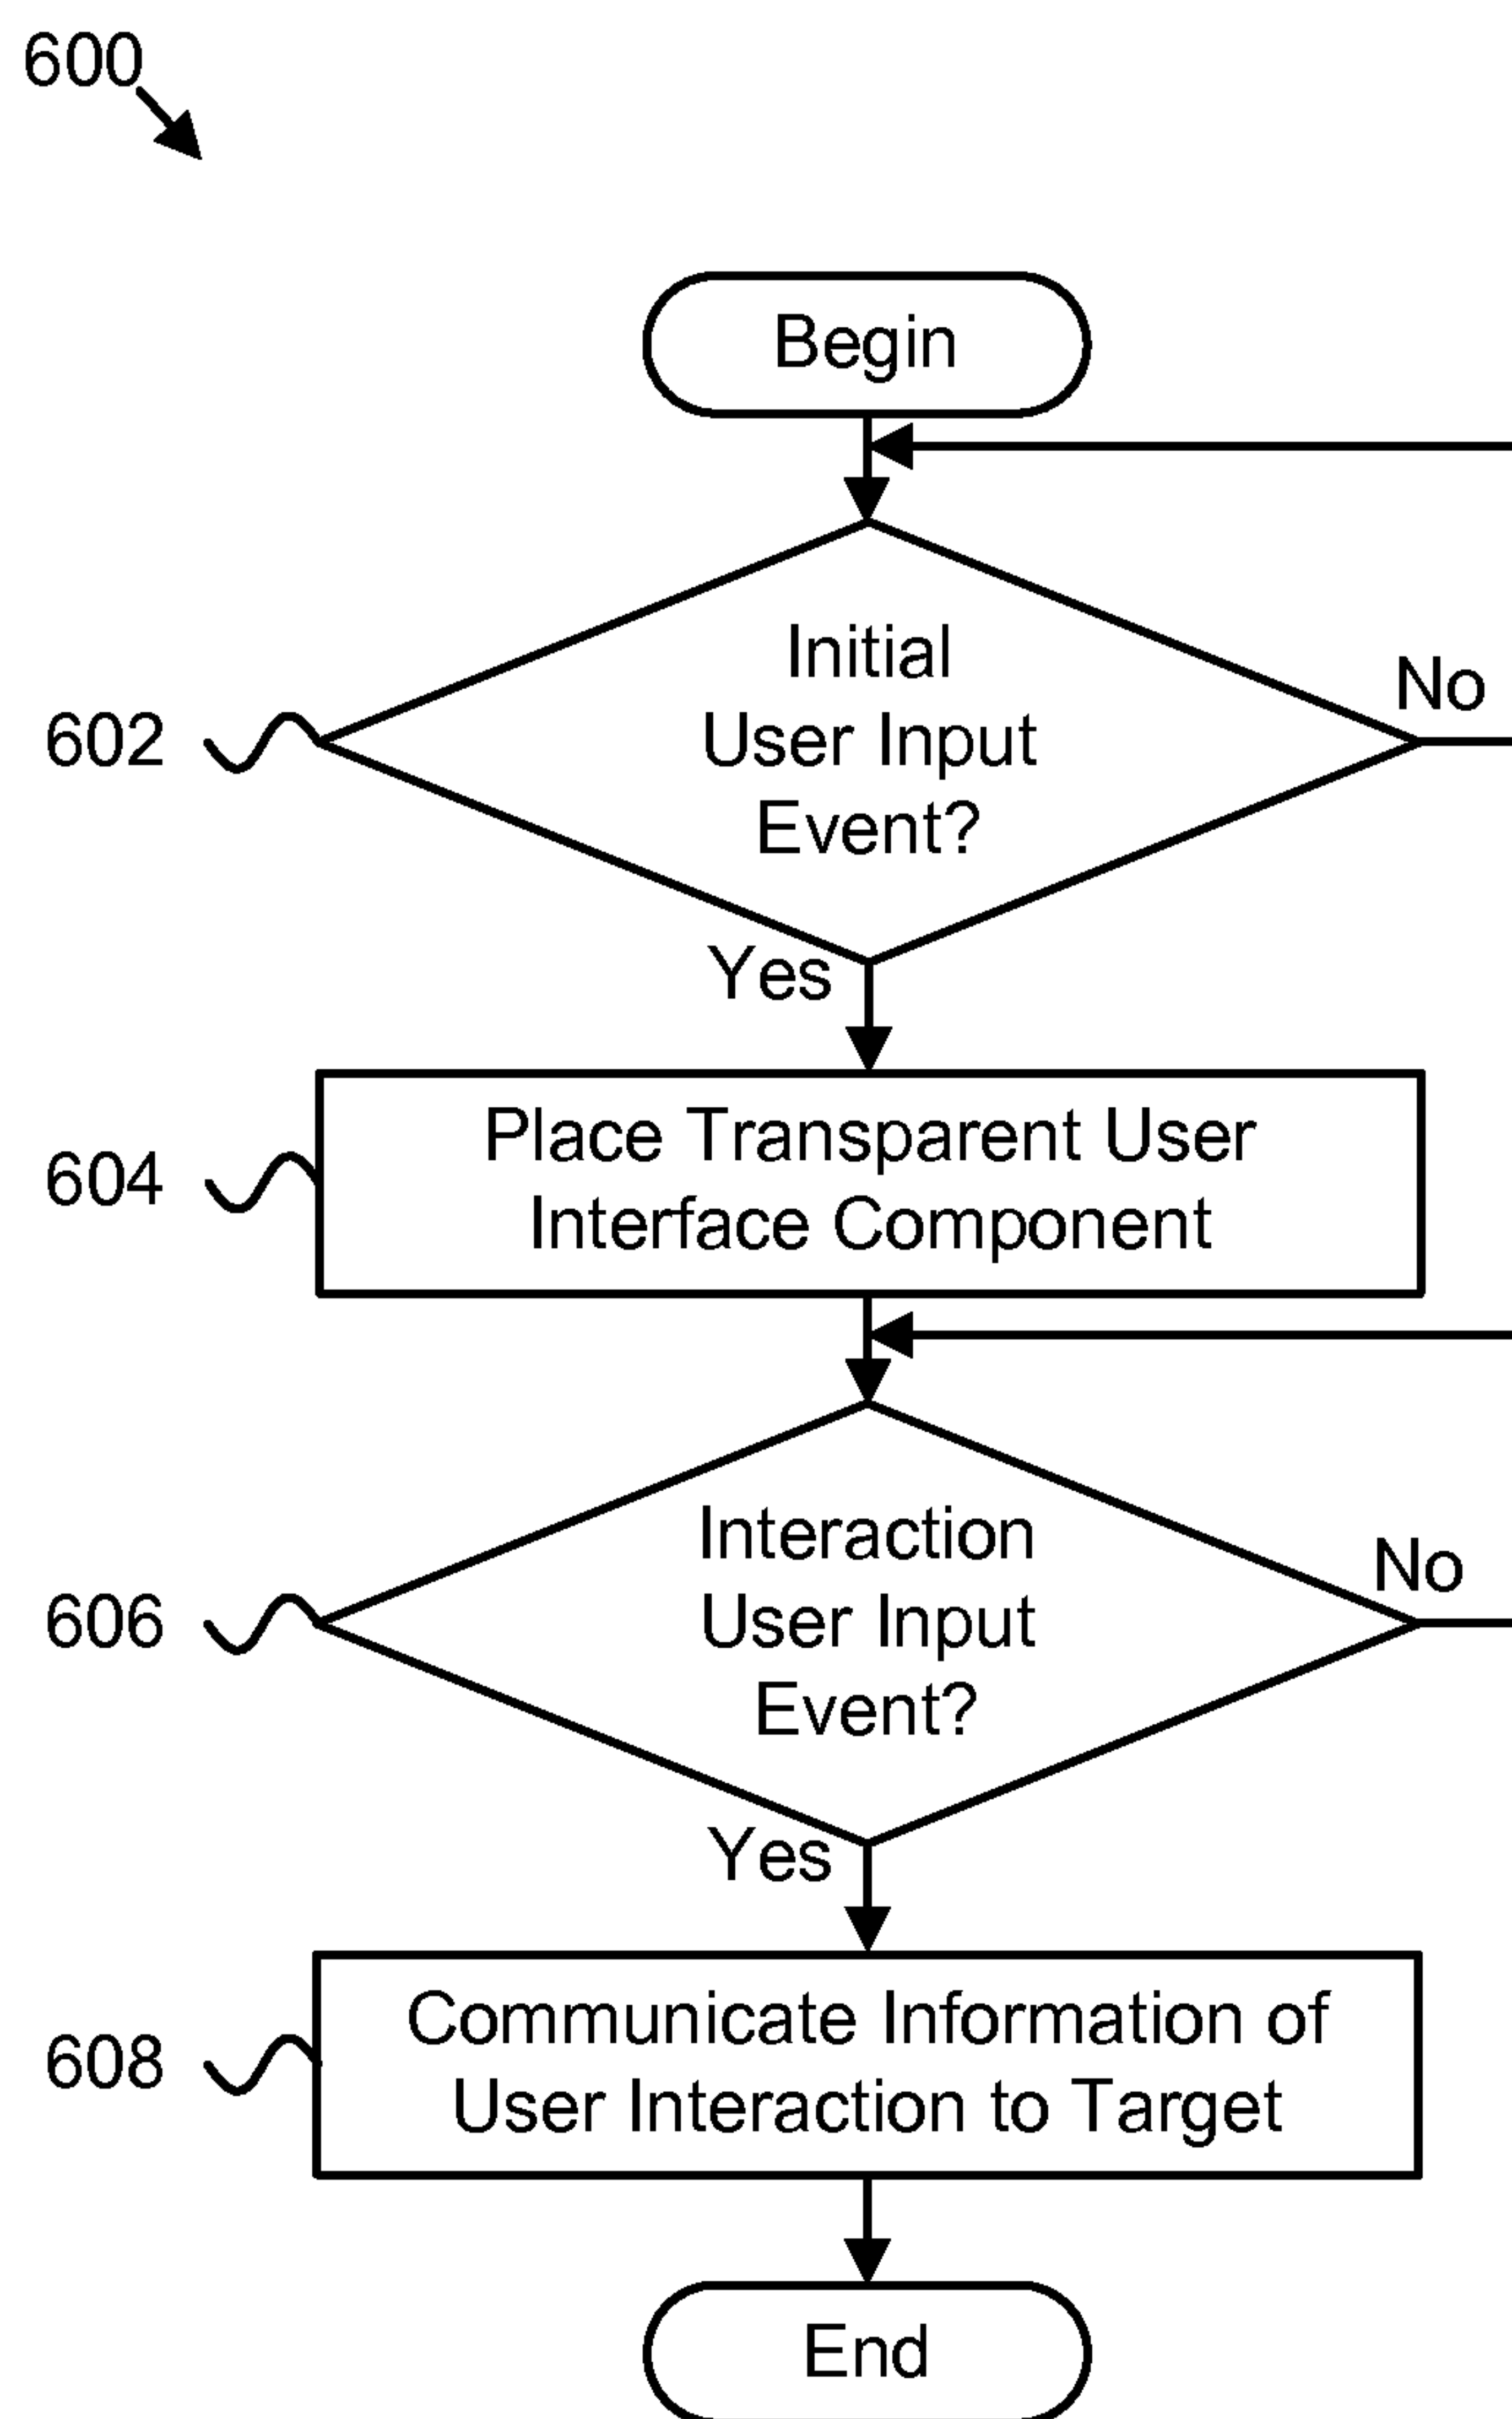 600
Begin
Initial
User Input
Event?
No
602
Yes
Place Transparent User
Interface Component
604
Interaction
User Input
Event?
No
606
Yes
Communicate Information of
User Interaction to Target
608
End